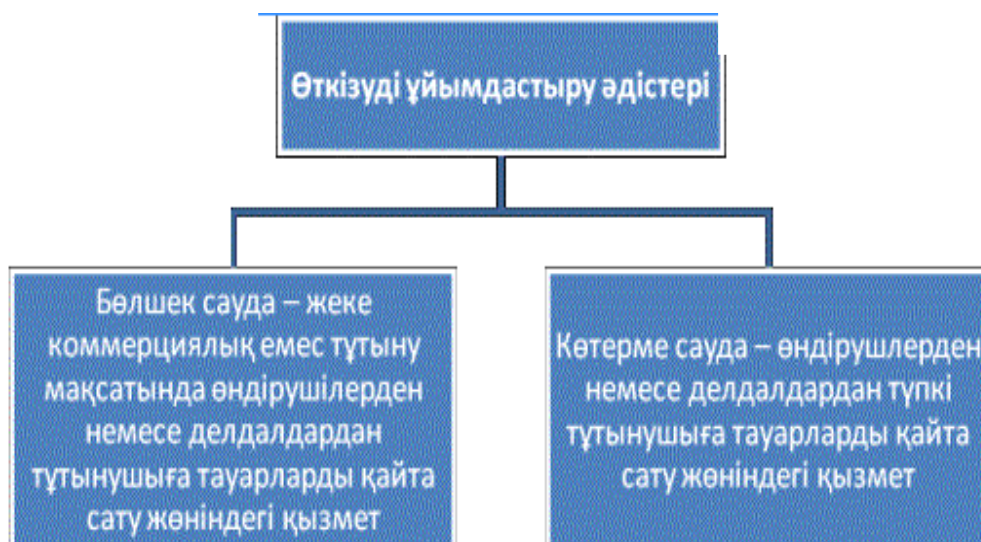 Өткізуді ұйымдастыру әдістері
Бөлшек сауда – жеке
коммерциялық емес тұтыну
мақсатында өндірушілерден
немесе делдалдардан
тұтынушыға тауарларды қайта
сату жөніндегі қызмет
Көтерме сауда – өндірушлерден
немесе делдалдардан түпкі
тұтынушыға тауарларды қайта
сату жөніндегі қызмет